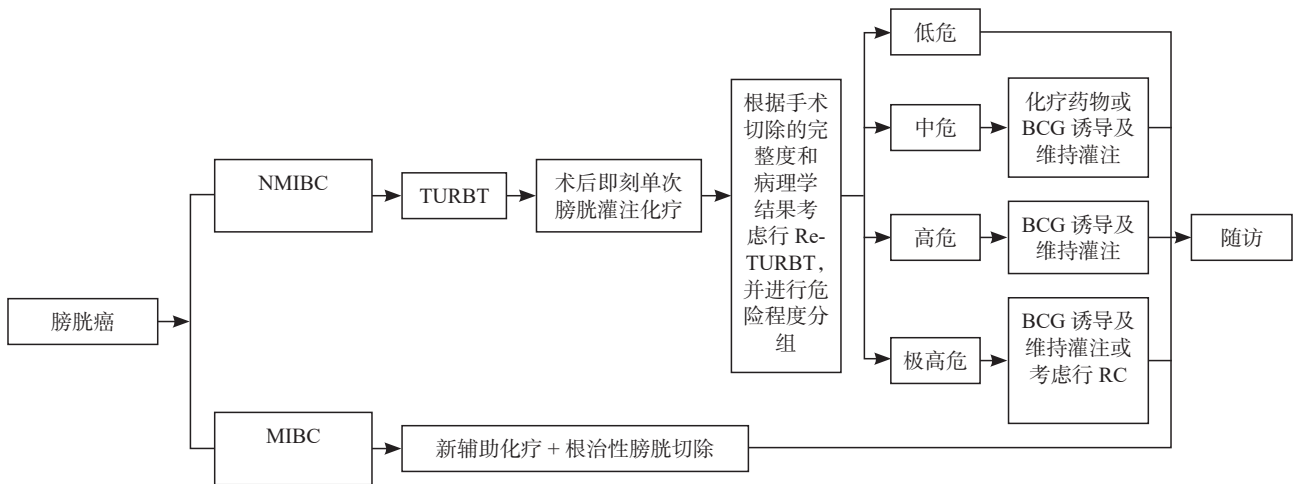 膀胱癌
NMIBC
TURBT
术后即刻单次
膀胱灌注化疗
根据手术
切除的完
整度和
病理学
结果考
虑行 Re-
TURBT，
并进行危
险程度分
组
低危
中危
化疗药物或
BCG 诱导及
维持灌注
高危
BCG 诱导及
维持灌注
极高危
BCG 诱导及
维持灌注或
考虑行 RC
随访
MIBC
新辅助化疗 + 根治性膀胱切除